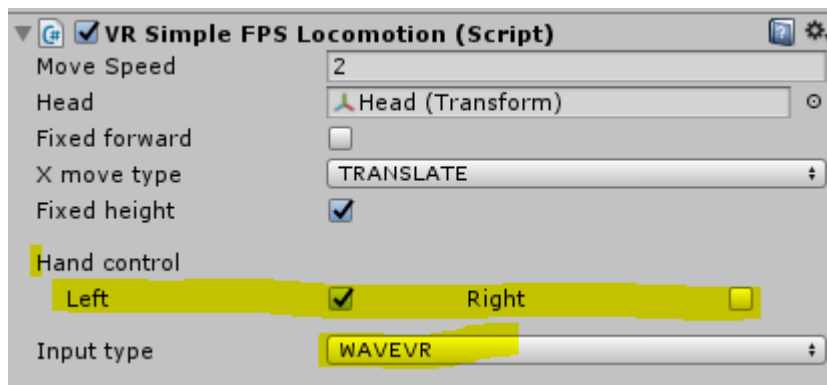 VR Simple FPS Locomotion (Script)
Move Speed 2
Head Head (Transform)
Fixed forward
X move type TRANSLATE
Fixed height
Hand control
Left Right
Input type WAVEVR